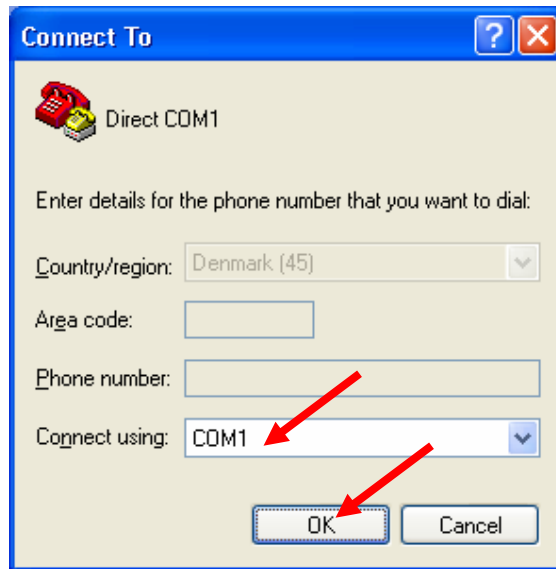 Connect To
?
Direct COM1
Enter details for the phone number that you want to dial:
Country/region: Denmark (45)
Area code:
Phone number:
Connect using: COM1
OK Cancel